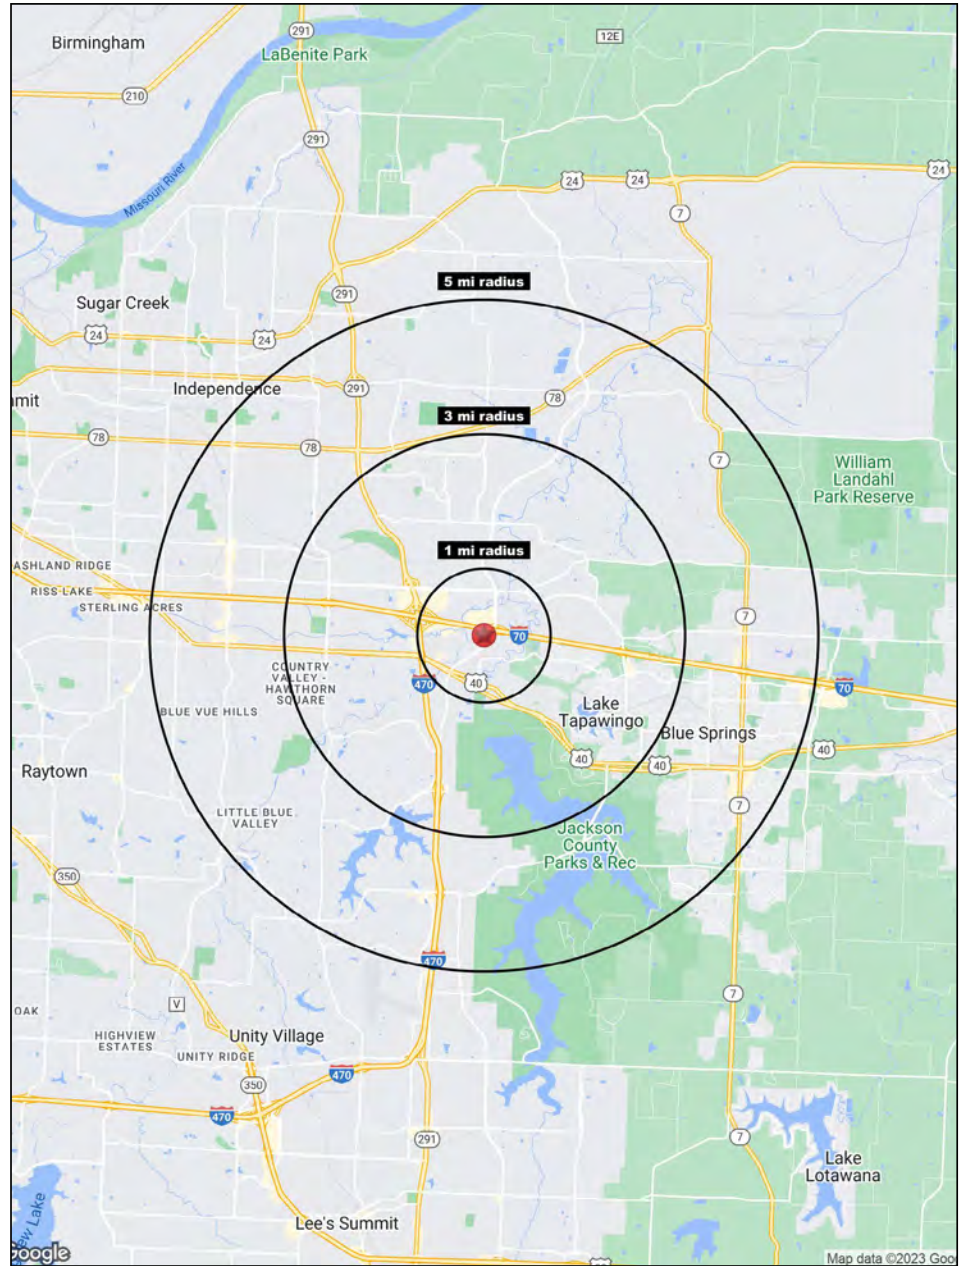 291
12E
Birmingham
LaBenite Park
210
291
Missouri River
24
24
24
7
5 mi radius
291
Sugar Creek
24
24
Independence
291
78
3 mi radius
78
78
7
William
Landahl
Park Reserve
1 mi radius
ASHLAND RIDGE
RISS LAKE
STERLING ACRES
7
70
COUNTRY
VALLEY -
HAWTHORN
SQUARE
470
40
70
BLUE VUE HILLS
Lake
Tapawingo
Blue Springs
40
40
40
Raytown
7
LITTLE BLUE
VALLEY
Jackson
County
Parks & Rec
350
470
7
V
OAK
HIGHVIEW
ESTATES
Unity Village
UNITY RIDGE
470
350
470
291
7
Lake
Lotawana
Lee's Summit
Lake
Google
Map data ©2023